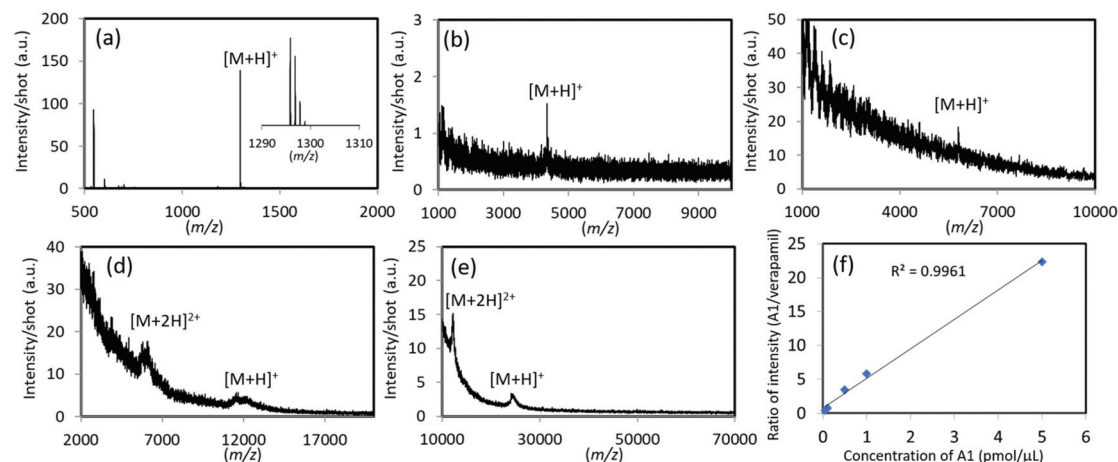 (a)
Intensity/shot (a.u.)
200
150
100
50
0
[M+H]+
1290 1300 1310
(m/z)
500 1000 1500 2000
(m/z)
(b)
Intensity/shot (a.u.)
3
2
1
0
[M+H]+
1000 3000 5000 7000 9000
(m/z)
(c)
Intensity/shot (a.u.)
50
40
30
20
10
0
[M+H]+
1000 4000 7000 10000
(m/z)
(d)
Intensity/shot (a.u.)
40
30
20
10
0
[M+2H]2+
[M+H]+
2000 7000 12000 17000
(m/z)
(e)
Intensity/shot (a.u.)
25
20
15
10
5
0
[M+2H]2+
[M+H]+
10000 30000 50000 70000
(m/z)
(f)
Ratio of intensity (A1/verapamil)
25
20
15
10
5
0
R² = 0.9961
0 1 2 3 4 5 6
Concentration of A1 (pmol/µL)